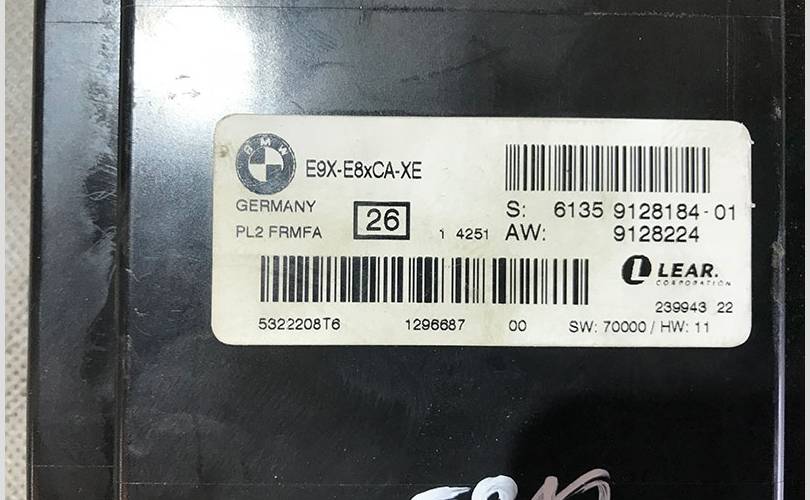 BMW
E9X-E8xCA-XE
GERMANY
PL2 FRMFA 26 1 4251
S: 6135 9128184-01
AW: 9128224
LEAR.
CORPORATION
239943 22
5322208T6 1296687 00 SW: 70000 / HW: 11